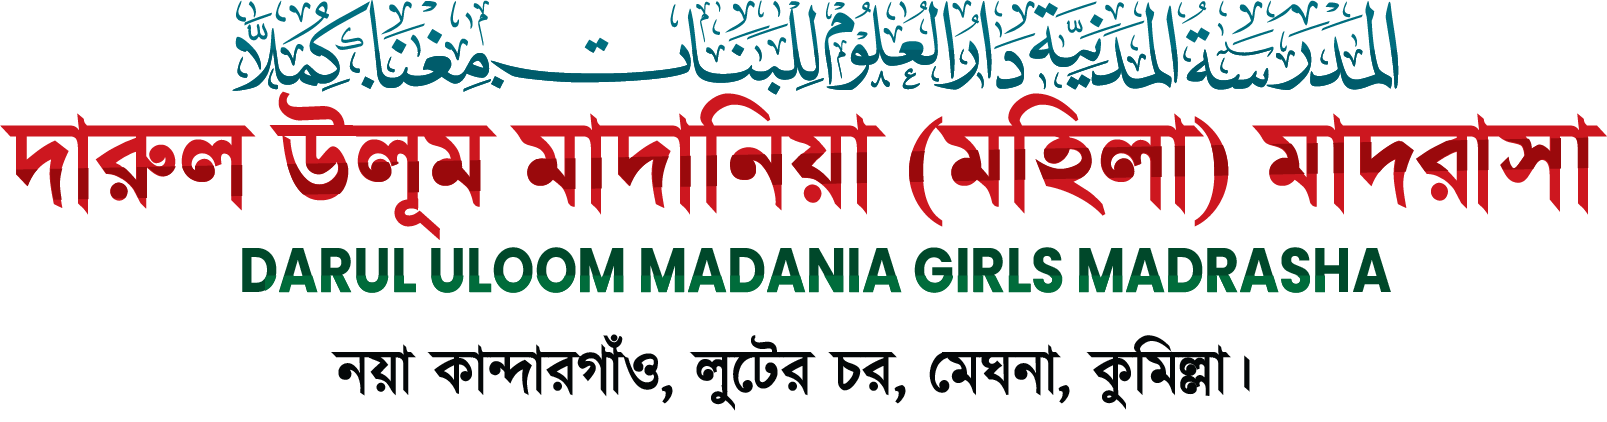 المدرسة المدنية دار العلوم للبنات. مغنا، كملا
দারুল উলূম মাদানিয়া (মহিলা) মাদরাসা
DARUL ULOOM MADANIA GIRLS MADRASHA
নয়া কান্দারগাঁও, লুটের চর, মেঘনা, কুমিল্লা।